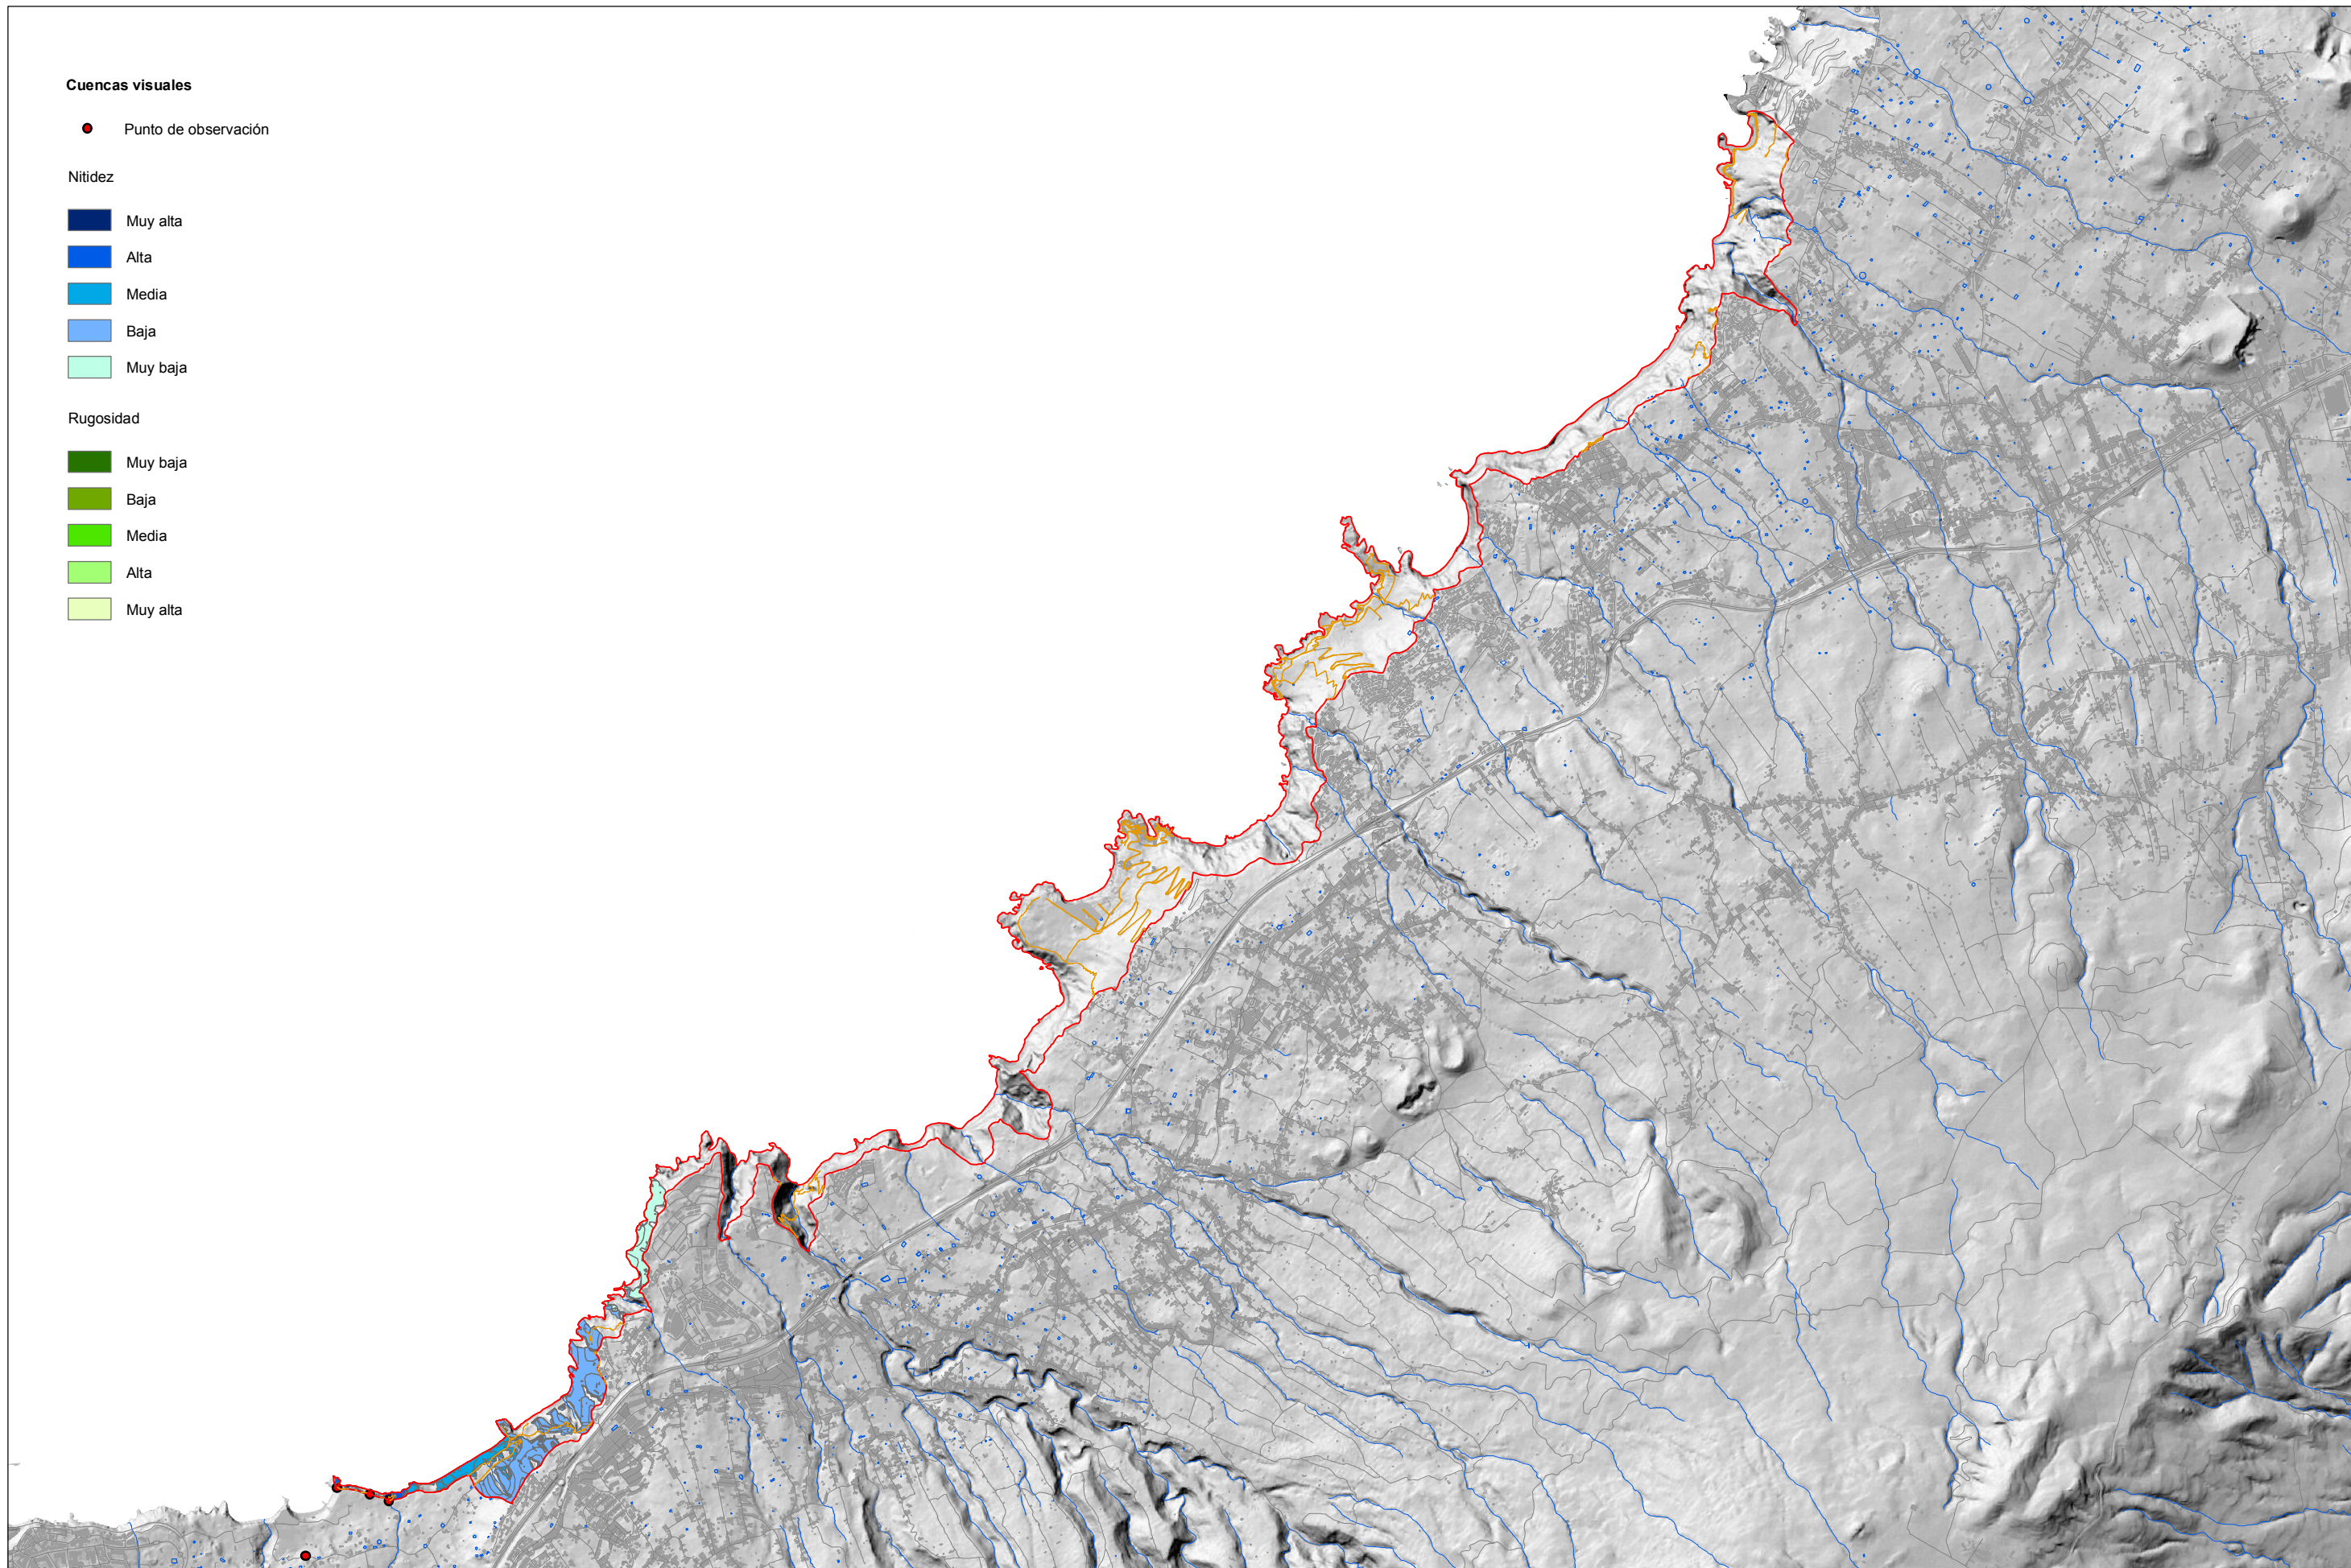 Cuencas visuales
Punto de observación
Nitidez
Muy alta
Alta
Media
Baja
Muy baja
Rugosidad
Muy baja
Baja
Media
Alta
Muy alta